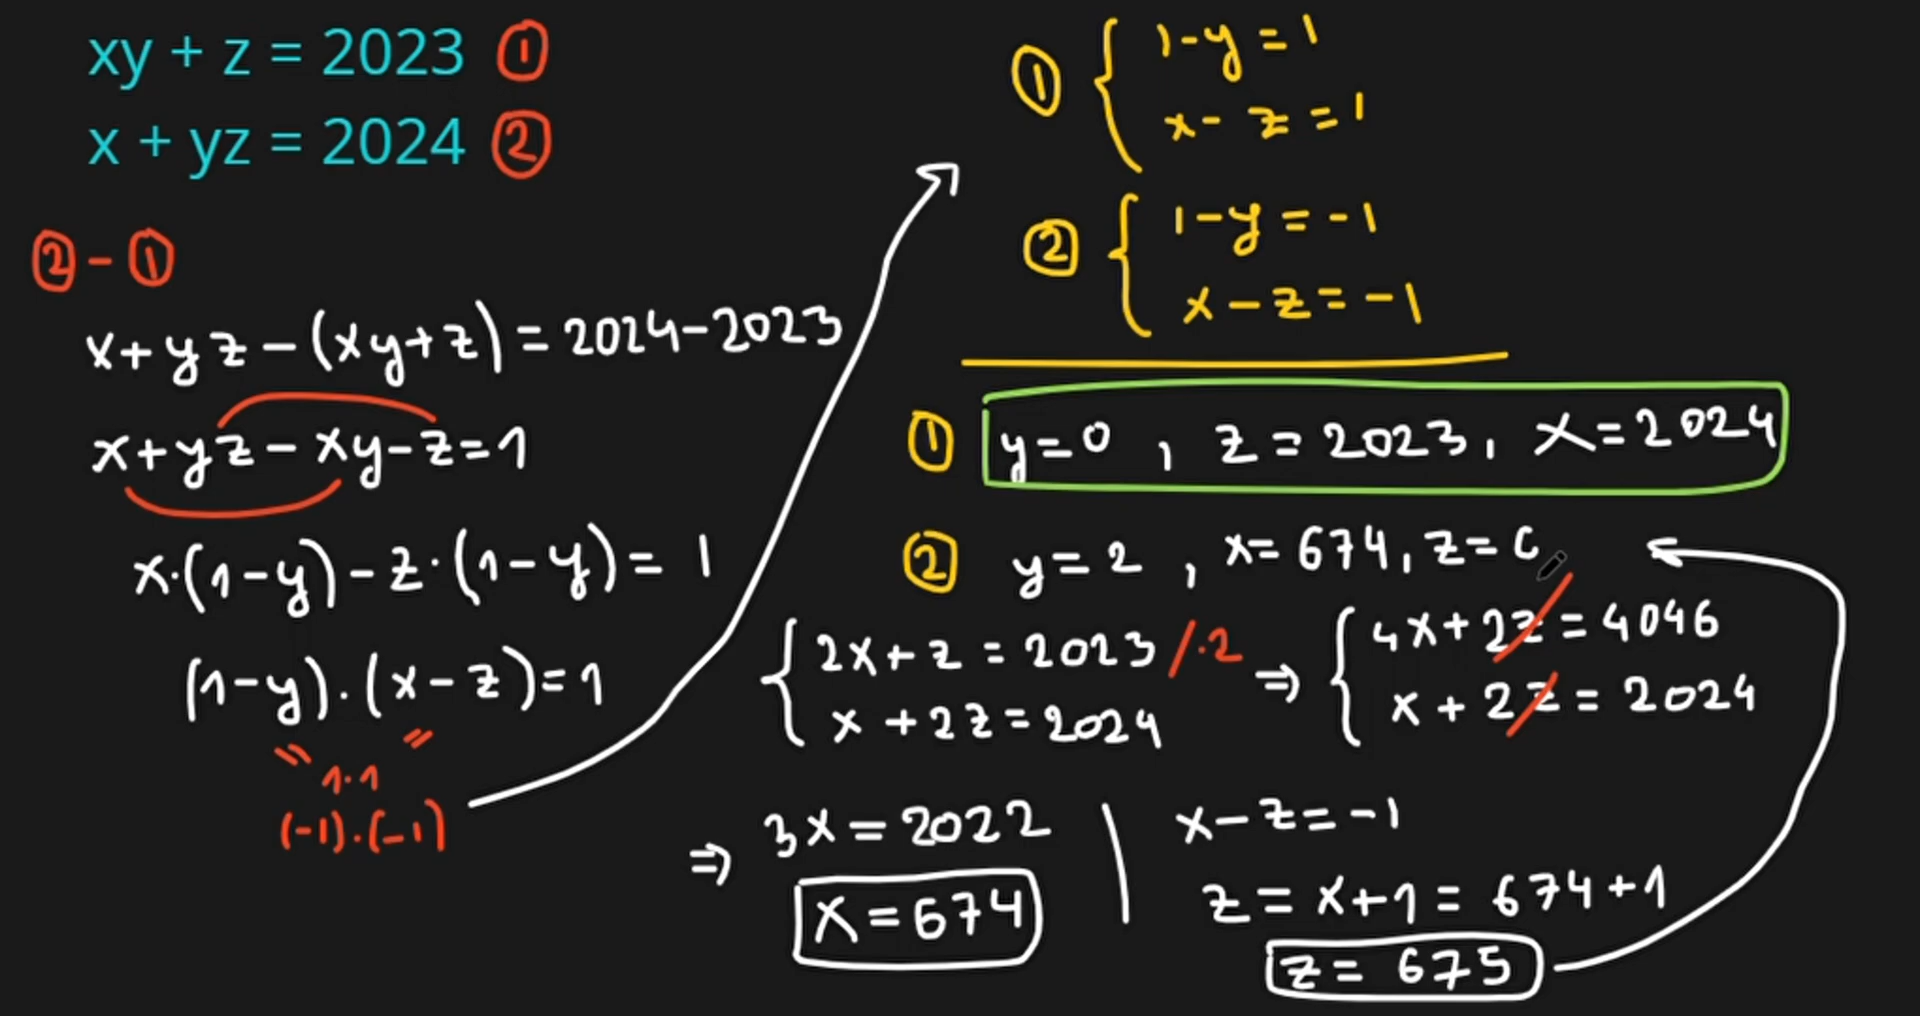 xy + z = 2023 ①
x + yz = 2024 ②
② - ①
x+yz-(xy+z)=2024-2023
x+yz-xy-z=1
x·(1-y)-z·(1-y)=1
(1-y)·(x-z)=1
1·1
(-1)·(-1)
① { 1-y=1
x-z=1
② { 1-y=-1
x-z=-1
① y=0, z=2023, x=2024
② y=2, x=674, z=6
{ 2x+z=2023 /·2 ⇒ { 4x+2z=4046
x+2z=2024 x+2z=2024
⇒ 3x=2022 | x-z=-1
x=674 z=x+1=674+1
z=675